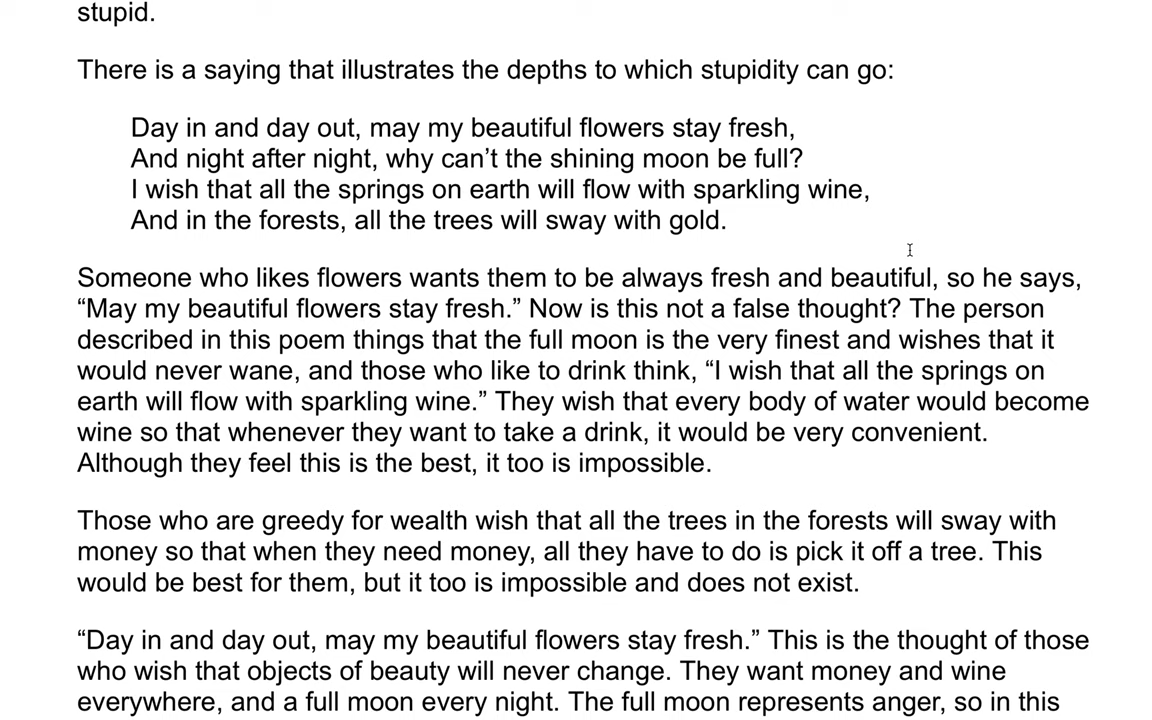 stupid.
There is a saying that illustrates the depths to which stupidity can go:
Day in and day out, may my beautiful flowers stay fresh,
And night after night, why can’t the shining moon be full?
I wish that all the springs on earth will flow with sparkling wine,
And in the forests, all the trees will sway with gold.
Someone who likes flowers wants them to be always fresh and beautiful, so he says,
“May my beautiful flowers stay fresh.” Now is this not a false thought? The person
described in this poem things that the full moon is the very finest and wishes that it
would never wane, and those who like to drink think, “I wish that all the springs on
earth will flow with sparkling wine.” They wish that every body of water would become
wine so that whenever they want to take a drink, it would be very convenient.
Although they feel this is the best, it too is impossible.
Those who are greedy for wealth wish that all the trees in the forests will sway with
money so that when they need money, all they have to do is pick it off a tree. This
would be best for them, but it too is impossible and does not exist.
“Day in and day out, may my beautiful flowers stay fresh.” This is the thought of those
who wish that objects of beauty will never change. They want money and wine
everywhere, and a full moon every night. The full moon represents anger, so in this